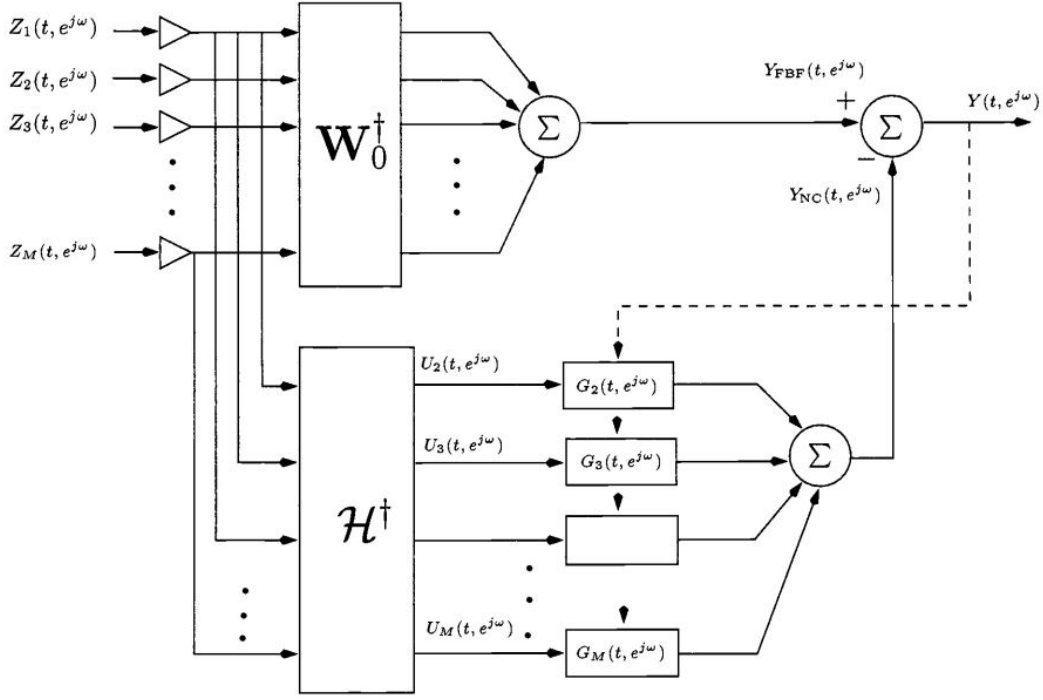 Z_1(t, e^{jω})
Z_2(t, e^{jω})
Z_3(t, e^{jω})
Z_M(t, e^{jω})
W_0^†
Σ
Y_FBF(t, e^{jω})
+
Σ
Y(t, e^{jω})
−
Y_NC(t, e^{jω})
ℋ^†
U_2(t, e^{jω})
G_2(t, e^{jω})
U_3(t, e^{jω})
G_3(t, e^{jω})
Σ
U_M(t, e^{jω})
G_M(t, e^{jω})